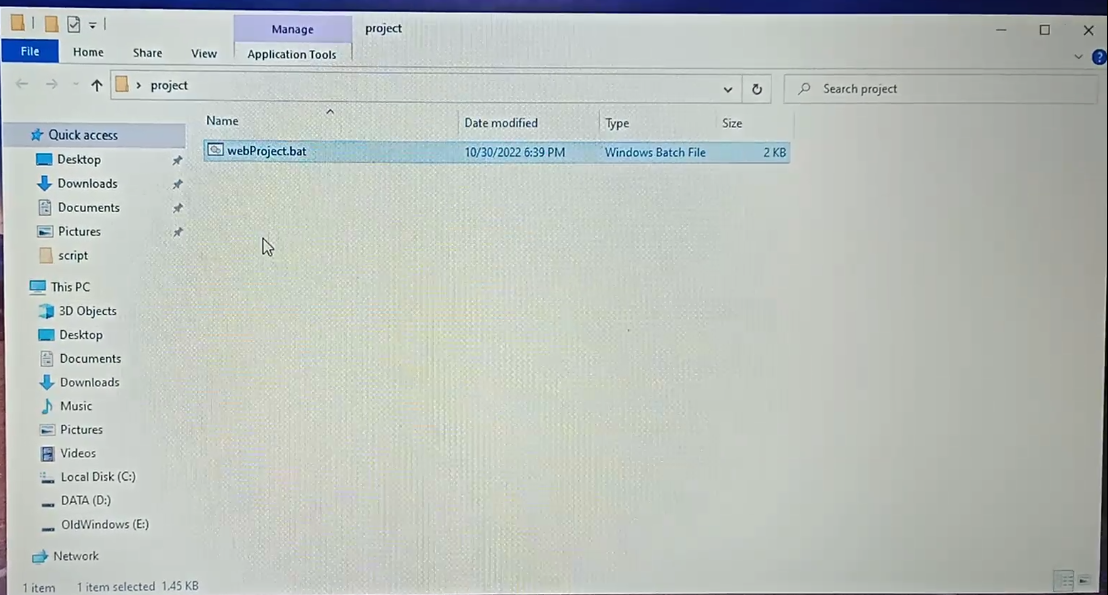 Manage
project
File
Home
Share
View
Application Tools
project
Search project
Name
Date modified
Type
Size
webProject.bat
10/30/2022 6:39 PM
Windows Batch File
2 KB
Quick access
Desktop
Downloads
Documents
Pictures
script
This PC
3D Objects
Desktop
Documents
Downloads
Music
Pictures
Videos
Local Disk (C:)
DATA (D:)
OldWindows (E:)
Network
1 item
1 item selected 1.45 KB